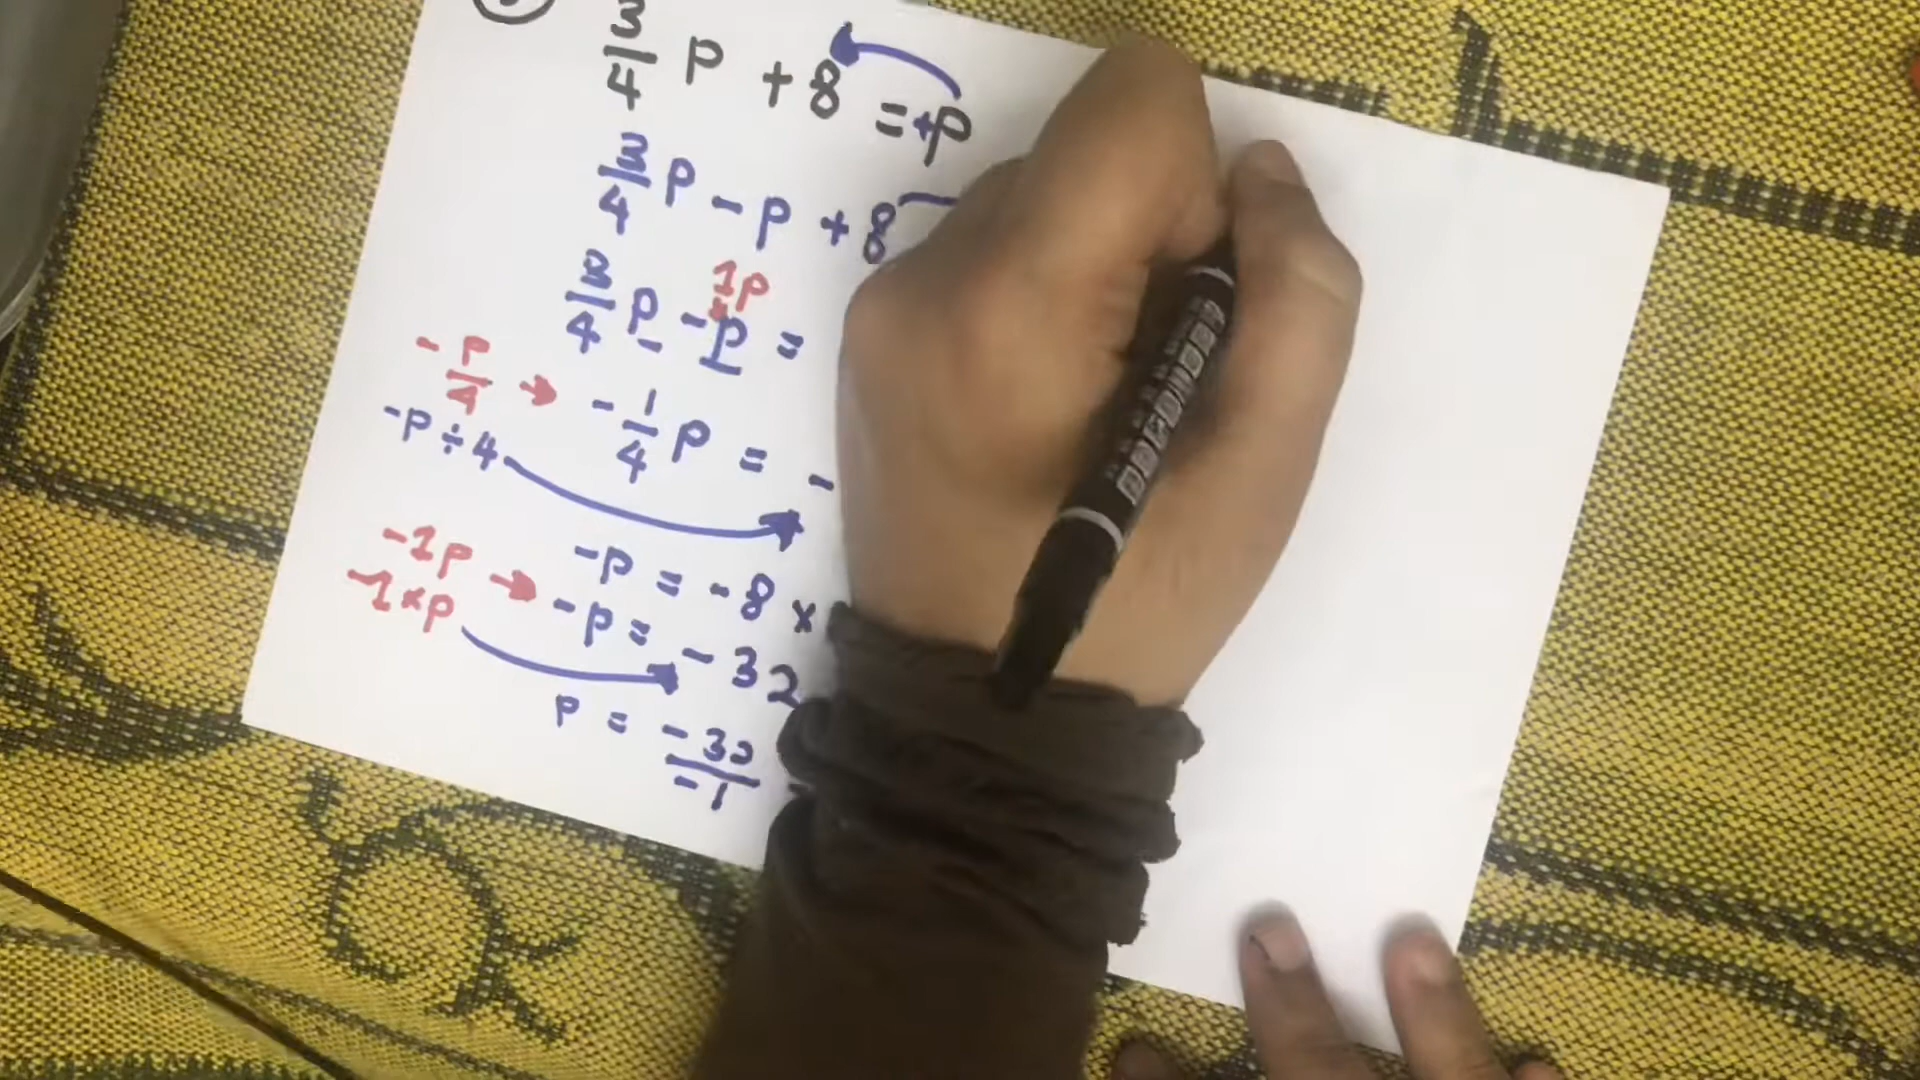 3/4 p + 8 = +p
3/4 p - p + 8
1p
3/4 p - p =
- p/4 → - 1/4 p = -
-p ÷ 4
-1p → -p = -8 ×
-1×p -p = -32
p = -32/-1